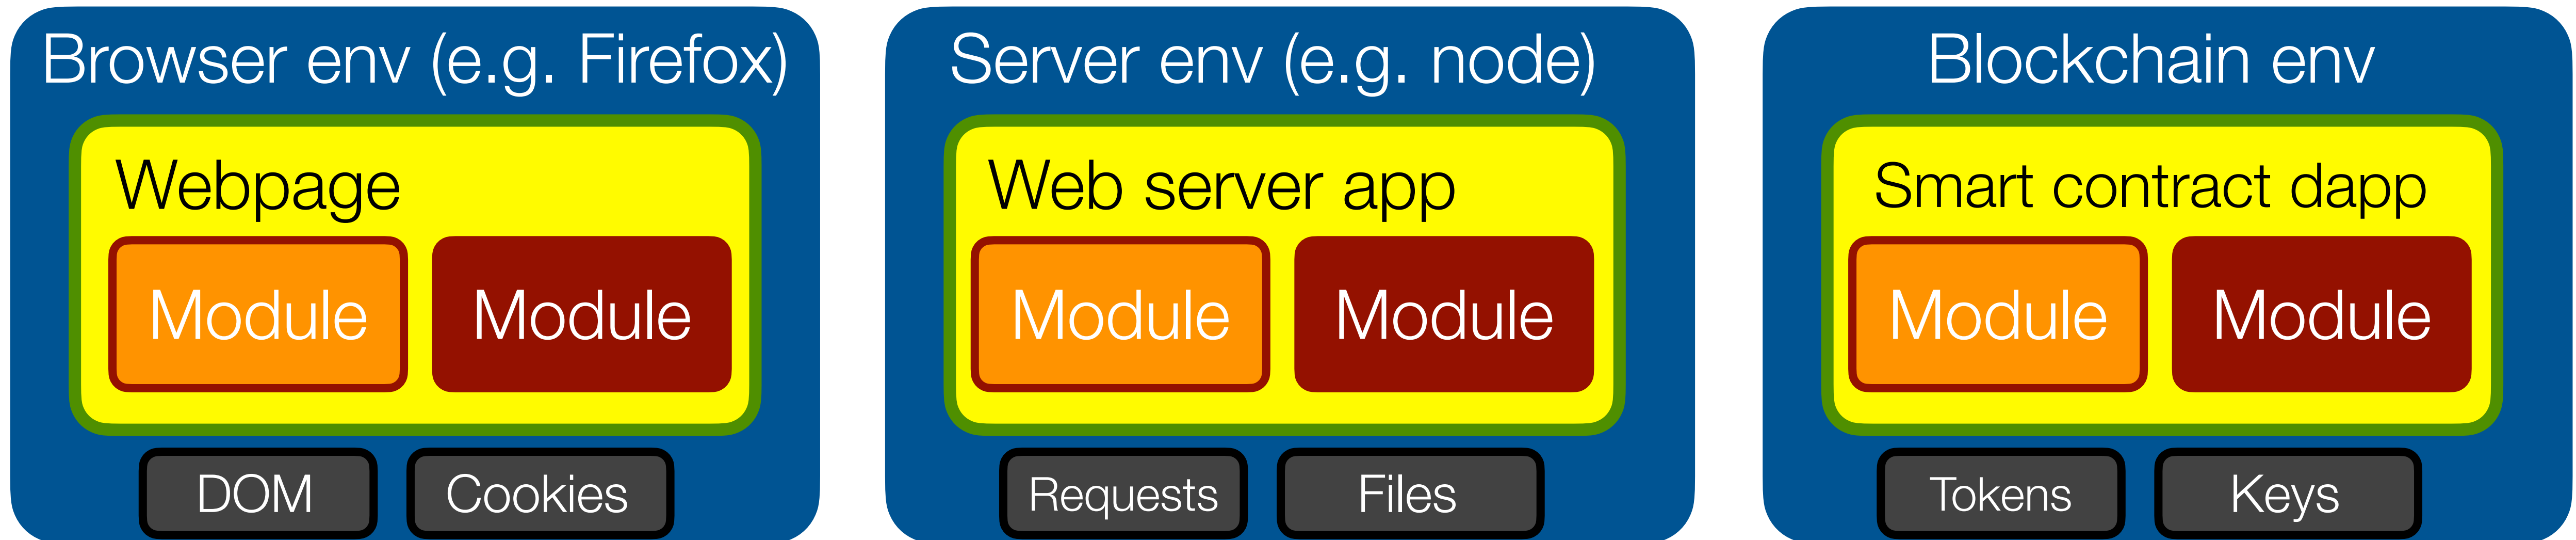 Browser env (e.g. Firefox)
Webpage
Module Module
DOM Cookies
Server env (e.g. node)
Web server app
Module Module
Requests Files
Blockchain env
Smart contract dapp
Module Module
Tokens Keys